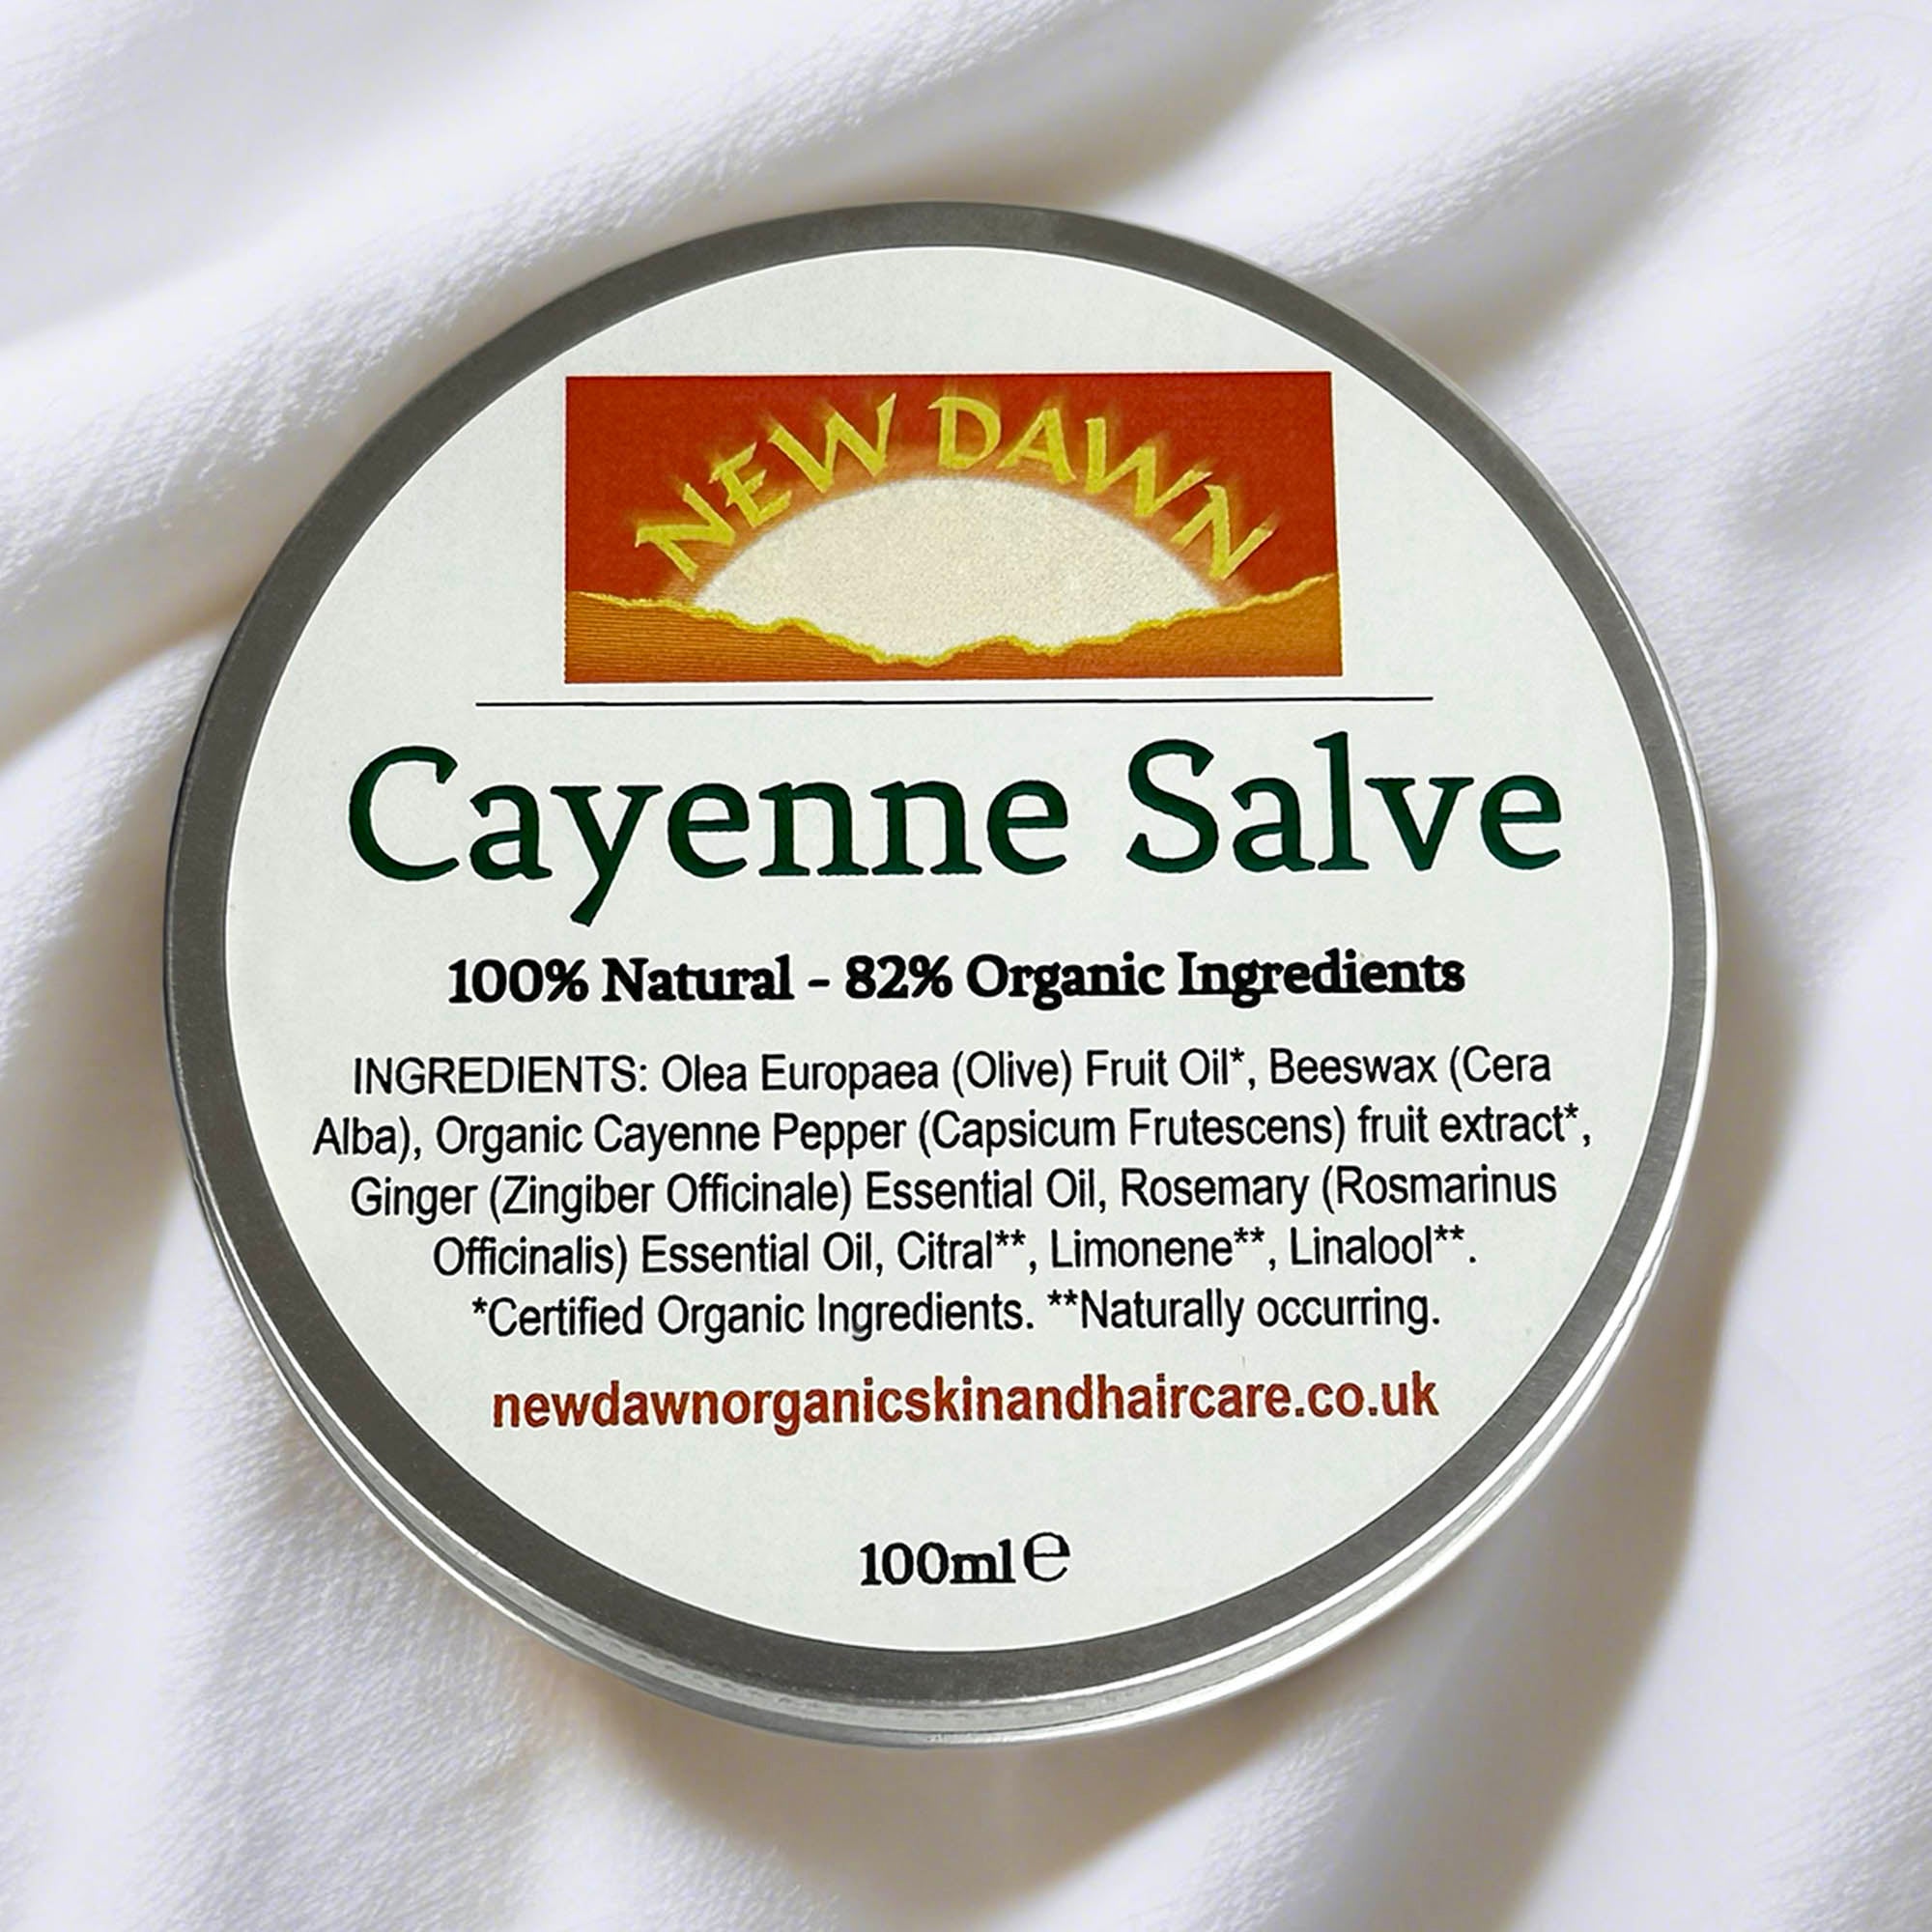 NEW DAWN
Cayenne Salve
100% Natural - 82% Organic Ingredients
INGREDIENTS: Olea Europaea (Olive) Fruit Oil*, Beeswax (Cera
Alba), Organic Cayenne Pepper (Capsicum Frutescens) fruit extract*,
Ginger (Zingiber Officinale) Essential Oil, Rosemary (Rosmarinus
Officinalis) Essential Oil, Citral**, Limonene**, Linalool**.
*Certified Organic Ingredients. **Naturally occurring.
newdawnorganicskinandhaircare.co.uk
100ml℮